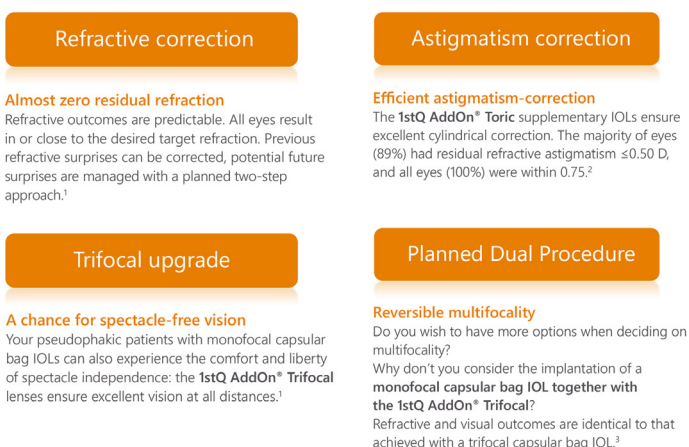 Refractive correction
Almost zero residual refraction
Refractive outcomes are predictable. All eyes result
in or close to the desired target refraction. Previous
refractive surprises can be corrected, potential future
surprises are managed with a planned two-step
approach.¹
Astigmatism correction
Efficient astigmatism-correction
The 1stQ AddOn® Toric supplementary IOLs ensure
excellent cylindrical correction. The majority of eyes
(89%) had residual refractive astigmatism ≤0.50 D,
and all eyes (100%) were within 0.75.²
Trifocal upgrade
A chance for spectacle-free vision
Your pseudophakic patients with monofocal capsular
bag IOLs can also experience the comfort and liberty
of spectacle independence: the 1stQ AddOn® Trifocal
lenses ensure excellent vision at all distances.¹
Planned Dual Procedure
Reversible multifocality
Do you wish to have more options when deciding on
multifocality?
Why don't you consider the implantation of a
monofocal capsular bag IOL together with
the 1stQ AddOn® Trifocal?
Refractive and visual outcomes are identical to that
achieved with a trifocal capsular bag IOL.³